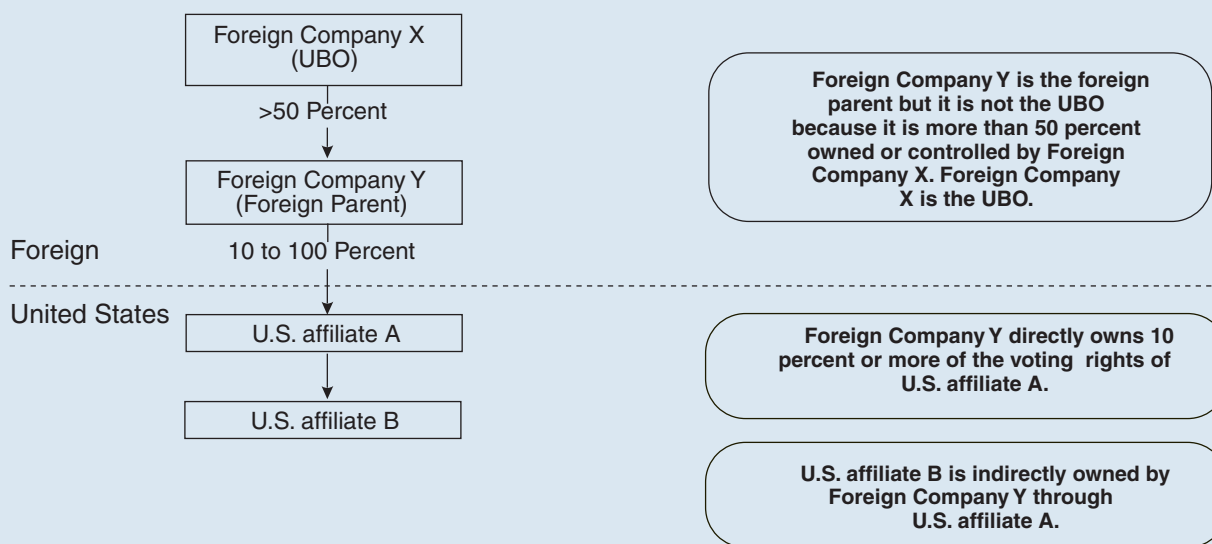 Foreign Company X
(UBO)
>50 Percent
Foreign Company Y
(Foreign Parent)
Foreign
10 to 100 Percent
United States
U.S. affiliate A
U.S. affiliate B
Foreign Company Y is the foreign
parent but it is not the UBO
because it is more than 50 percent
owned or controlled by Foreign
Company X. Foreign Company
X is the UBO.
Foreign Company Y directly owns 10
percent or more of the voting rights of
U.S. affiliate A.
U.S. affiliate B is indirectly owned by
Foreign Company Y through
U.S. affiliate A.